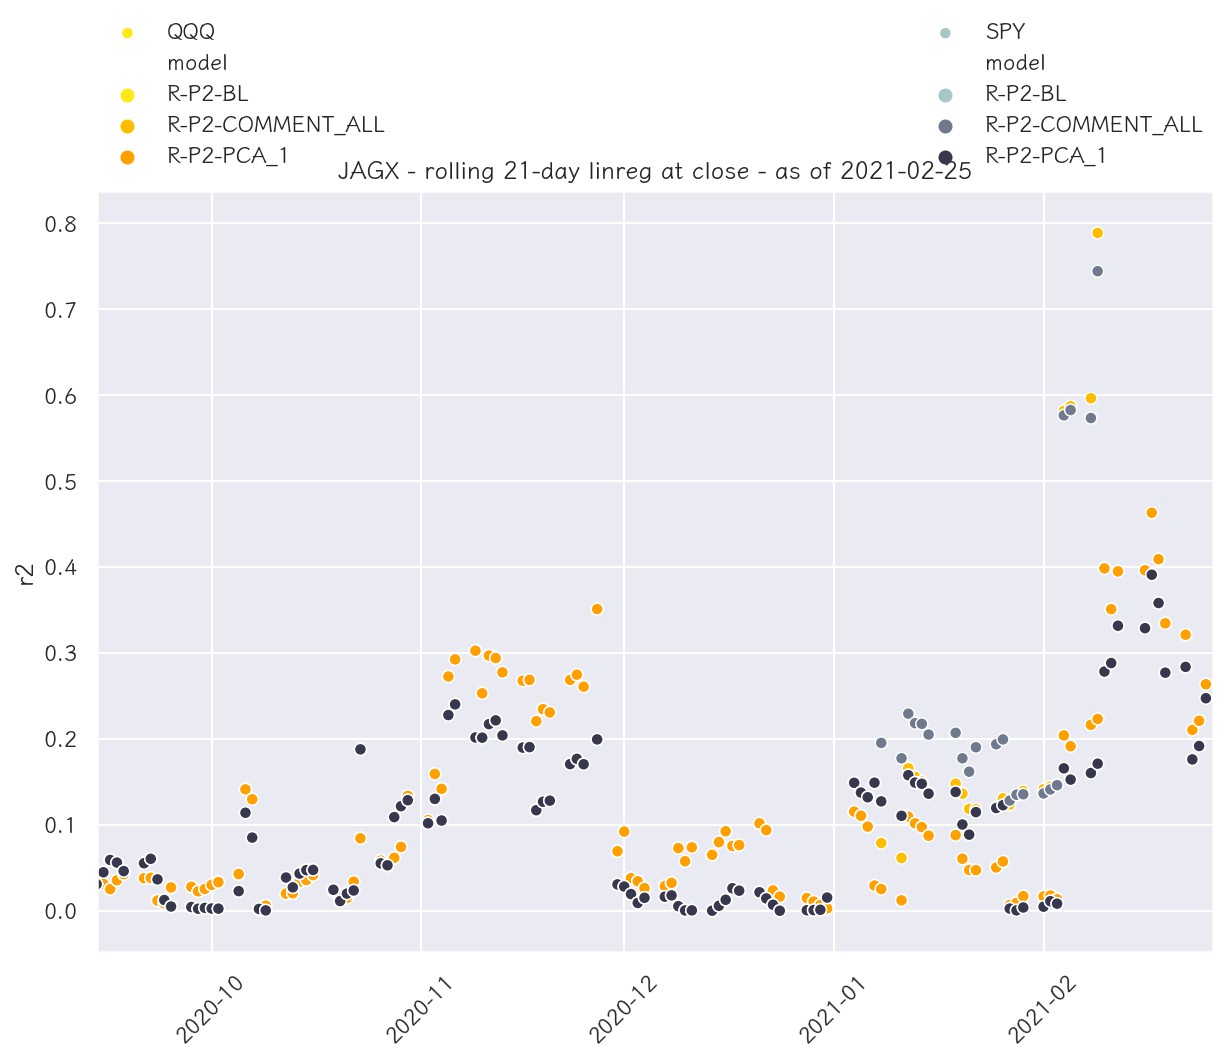 QQQ
model
R-P2-BL
R-P2-COMMENT_ALL
R-P2-PCA_1
SPY
model
R-P2-BL
R-P2-COMMENT_ALL
R-P2-PCA_1
JAGX - rolling 21-day linreg at close - as of 2021-02-25
0.8
0.7
0.6
0.5
0.4
0.3
0.2
0.1
0.0
r2
2020-10
2020-11
2020-12
2021-01
2021-02